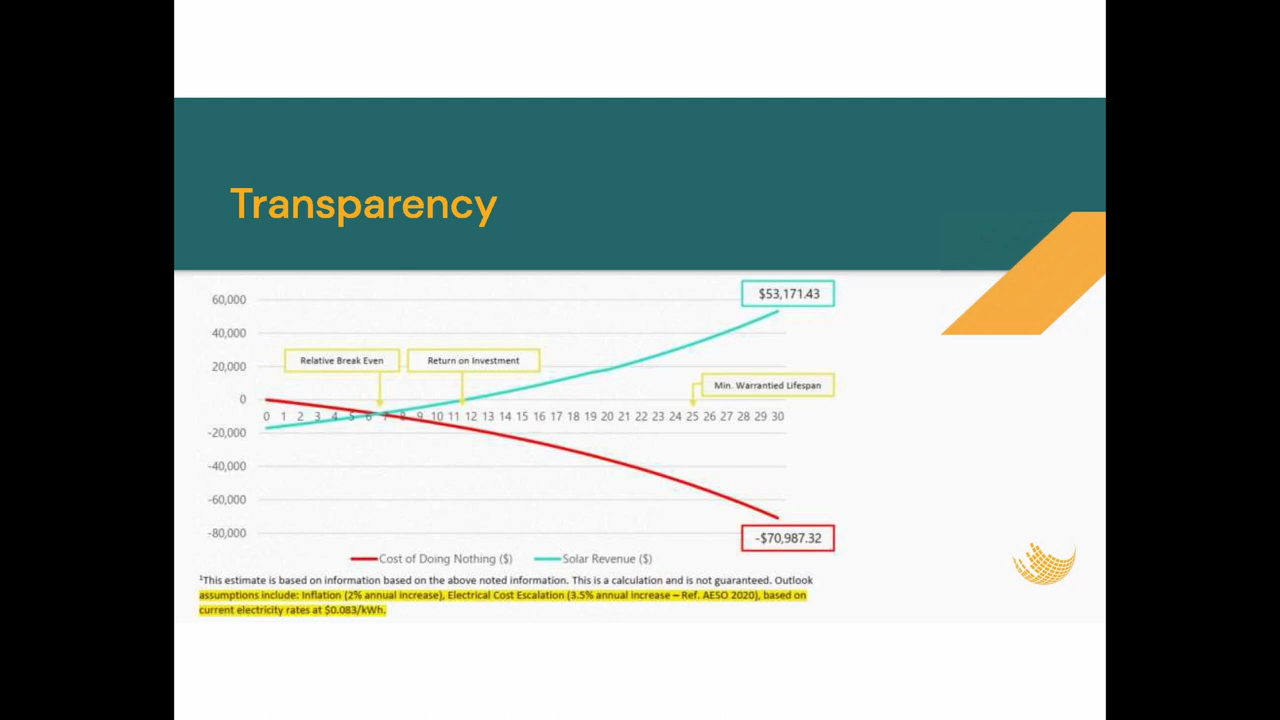 Transparency
$53,171.43
60,000
40,000
Relative Break Even
Return on Investment
20,000
Min. Warrantied Lifespan
0
0 1 2 3 4 5 6 7 8 9 10 11 12 13 14 15 16 17 18 19 20 21 22 23 24 25 26 27 28 29 30
-20,000
-40,000
-60,000
-80,000
-$70,987.32
Cost of Doing Nothing ($) Solar Revenue ($)
¹This estimate is based on information based on the above noted information. This is a calculation and is not guaranteed. Outlook
assumptions include: Inflation (2% annual increase), Electrical Cost Escalation (3.5% annual increase – Ref. AESO 2020), based on
current electricity rates at $0.083/kWh.